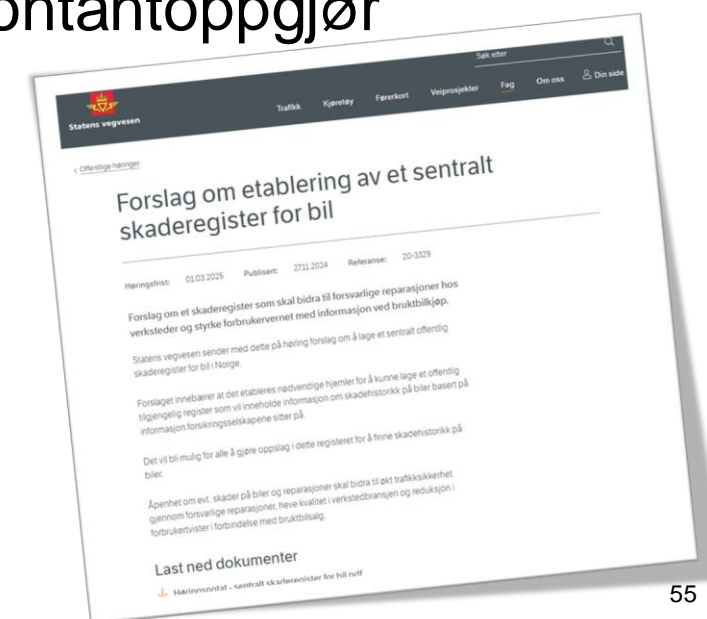 ontantoppgjør
Søk etter
Statens vegvesen
Trafikk Kjøretøy Førerkort Veiprosjekter Fag Om oss Din side
< Offentlige høringer
Forslag om etablering av et sentralt
skaderegister for bil
Høringsfrist: 01.03.2025 Publisert: 27.11.2024 Referanse: 20-3329
Forslag om et skaderegister som skal bidra til forsvarlige reparasjoner hos
verksteder og styrke forbrukervernet med informasjon ved bruktbilkjøp.
Statens vegvesen sender med dette på høring forslag om å lage et sentralt offentlig
skaderegister for bil i Norge.
Forslaget innebærer at det etableres nødvendige hjemler for å kunne lage et offentlig
tilgjengelig register som vil inneholde informasjon om skadehistorikk på biler basert på
informasjon forsikringsselskapene sitter på.
Det vil bli mulig for alle å gjøre oppslag i dette registeret for å finne skadehistorikk på
biler.
Åpenhet om evt. skader på biler og reparasjoner skal bidra til økt trafikksikkerhet
gjennom forsvarlige reparasjoner, heve kvalitet i verkstedbransjen og reduksjon i
forbrukertvister i forbindelse med bruktbilsalg.
Last ned dokumenter
Høringsnotat - sentralt skaderegister for bil.pdf
55